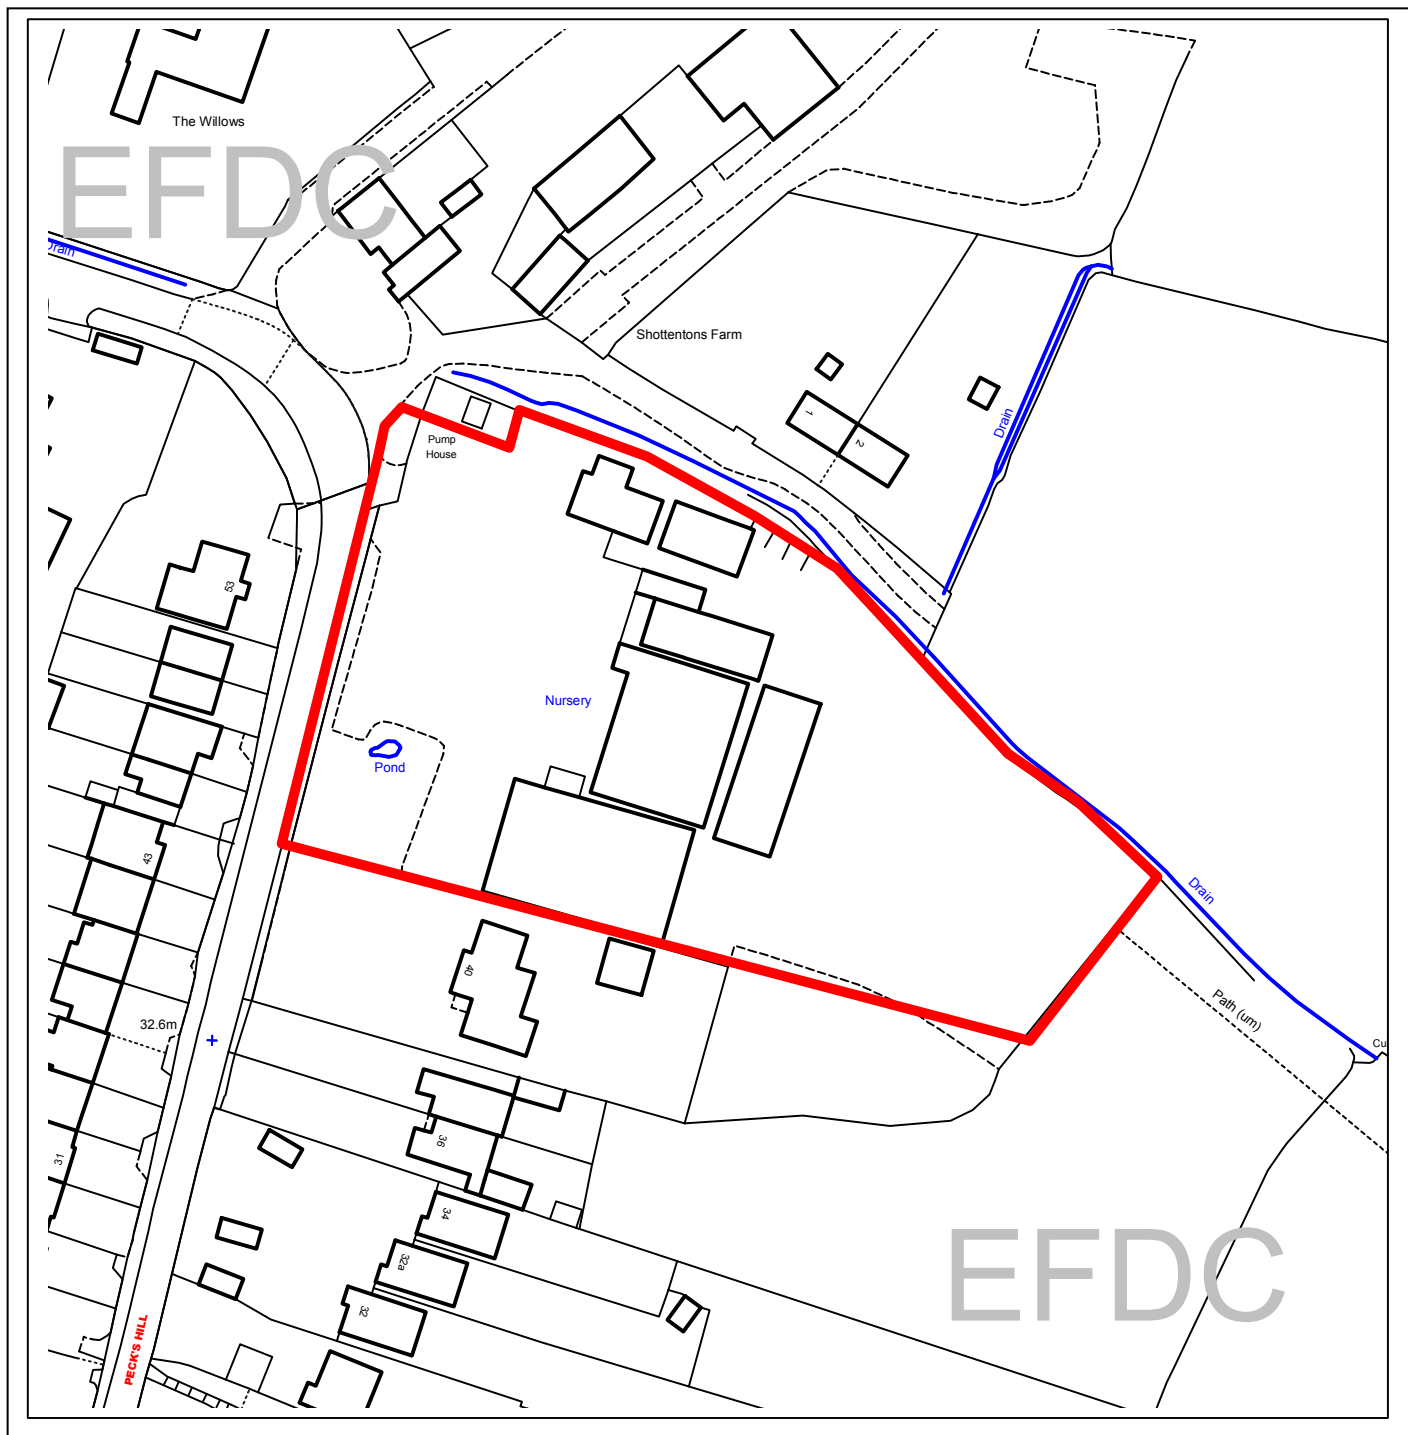 The Willows
EFDC
Drain
Shottentons Farm
Pump
House
1
2
Drain
53
Nursery
Pond
43
40
Drain
32.6m
Path (um)
Cu
36
31
34
32a
32
EFDC
PECK'S HILL